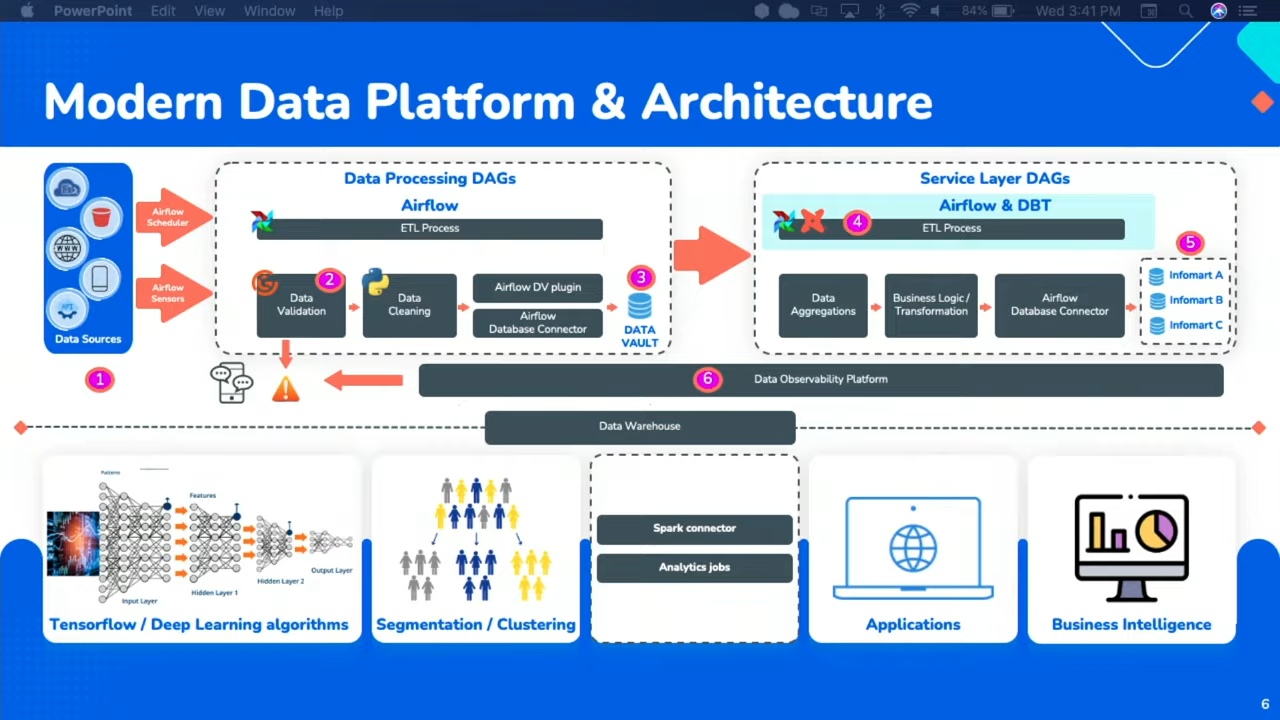 PowerPoint Edit View Window Help 84% Wed 3:41 PM
Modern Data Platform & Architecture
Data Sources
1
Airflow
Scheduler
Airflow
Sensors
Data Processing DAGs
Airflow
ETL Process
2
Data
Validation
Data
Cleaning
Airflow DV plugin
Airflow
Database Connector
3
DATA
VAULT
Service Layer DAGs
Airflow & DBT
4
ETL Process
Data
Aggregations
Business Logic /
Transformation
Airflow
Database Connector
5
Infomart A
Infomart B
Infomart C
WWW
API
6
Data Observability Platform
Data Warehouse
Patterns
Features
Input Layer
Hidden Layer 1
Hidden Layer 2
Output Layer
Tensorflow / Deep Learning algorithms
Segmentation / Clustering
Spark connector
Analytics jobs
Applications
Business Intelligence
6